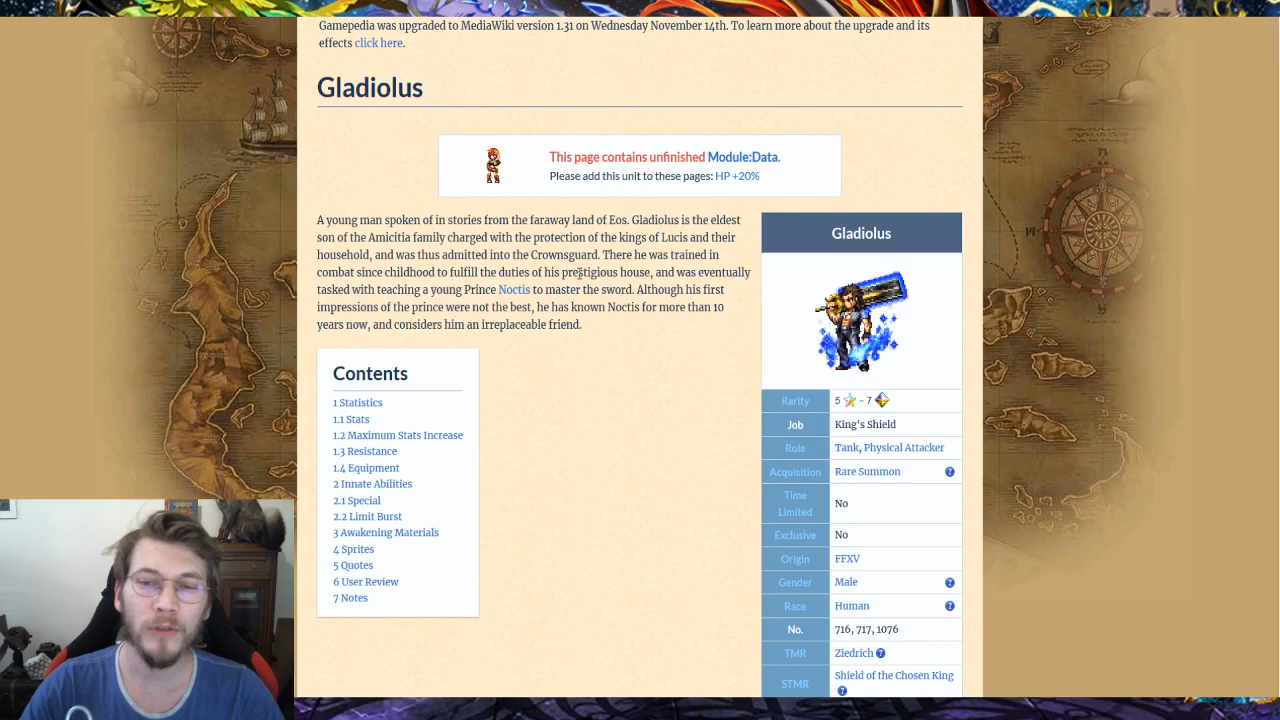 Gamepedia was upgraded to MediaWiki version 1.31 on Wednesday November 14th. To learn more about the upgrade and its
effects click here.
Gladiolus
This page contains unfinished Module:Data.
Please add this unit to these pages: HP +20%
A young man spoken of in stories from the faraway land of Eos. Gladiolus is the eldest
son of the Amicitia family charged with the protection of the kings of Lucis and their
household, and was thus admitted into the Crownsguard. There he was trained in
combat since childhood to fulfill the duties of his prestigious house, and was eventually
tasked with teaching a young Prince Noctis to master the sword. Although his first
impressions of the prince were not the best, he has known Noctis for more than 10
years now, and considers him an irreplaceable friend.
Contents
1 Statistics
1.1 Stats
1.2 Maximum Stats Increase
1.3 Resistance
1.4 Equipment
2 Innate Abilities
2.1 Special
2.2 Limit Burst
3 Awakening Materials
4 Sprites
5 Quotes
6 User Review
7 Notes
Gladiolus
Rarity 5 - 7
Job King's Shield
Role Tank, Physical Attacker
Acquisition Rare Summon ?
Time
Limited No
Exclusive No
Origin FFXV
Gender Male ?
Race Human ?
No. 716, 717, 1076
TMR Ziedrich ?
STMR Shield of the Chosen King
?